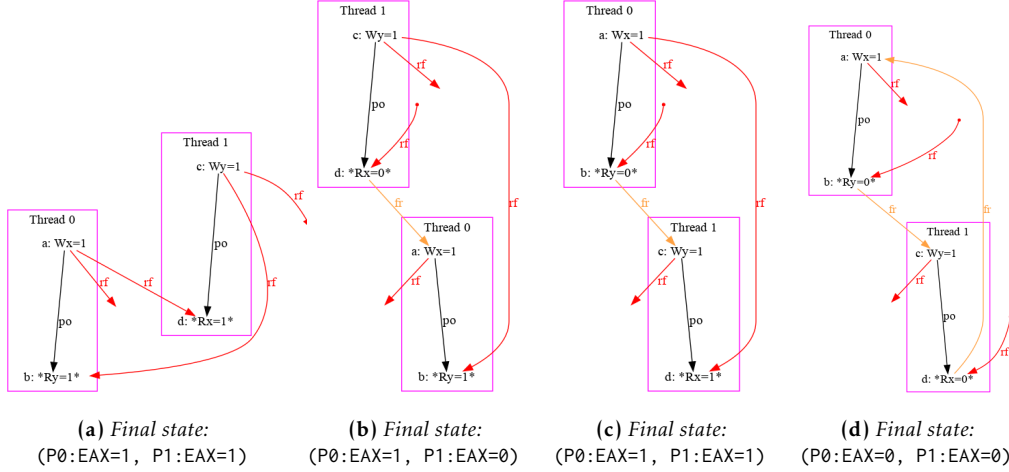 Thread 1
c: Wy=1
rf
po
rf
d: *Rx=0*
fr
rf
Thread 0
a: Wx=1
rf
po
b: *Ry=1*
Thread 0
a: Wx=1
rf
po
rf
b: *Ry=0*
fr
rf
Thread 1
c: Wy=1
rf
po
d: *Rx=1*
Thread 0
a: Wx=1
rf
po
rf
b: *Ry=0*
fr
fr
Thread 1
c: Wy=1
rf
po
rf
d: *Rx=0*
Thread 1
c: Wy=1
rf
po
Thread 0
a: Wx=1
rf
rf
rf
po
d: *Rx=1*
b: *Ry=1*
(a) Final state:
(P0:EAX=1, P1:EAX=1)
(b) Final state:
(P0:EAX=1, P1:EAX=0)
(c) Final state:
(P0:EAX=1, P1:EAX=1)
(d) Final state:
(P0:EAX=0, P1:EAX=0)